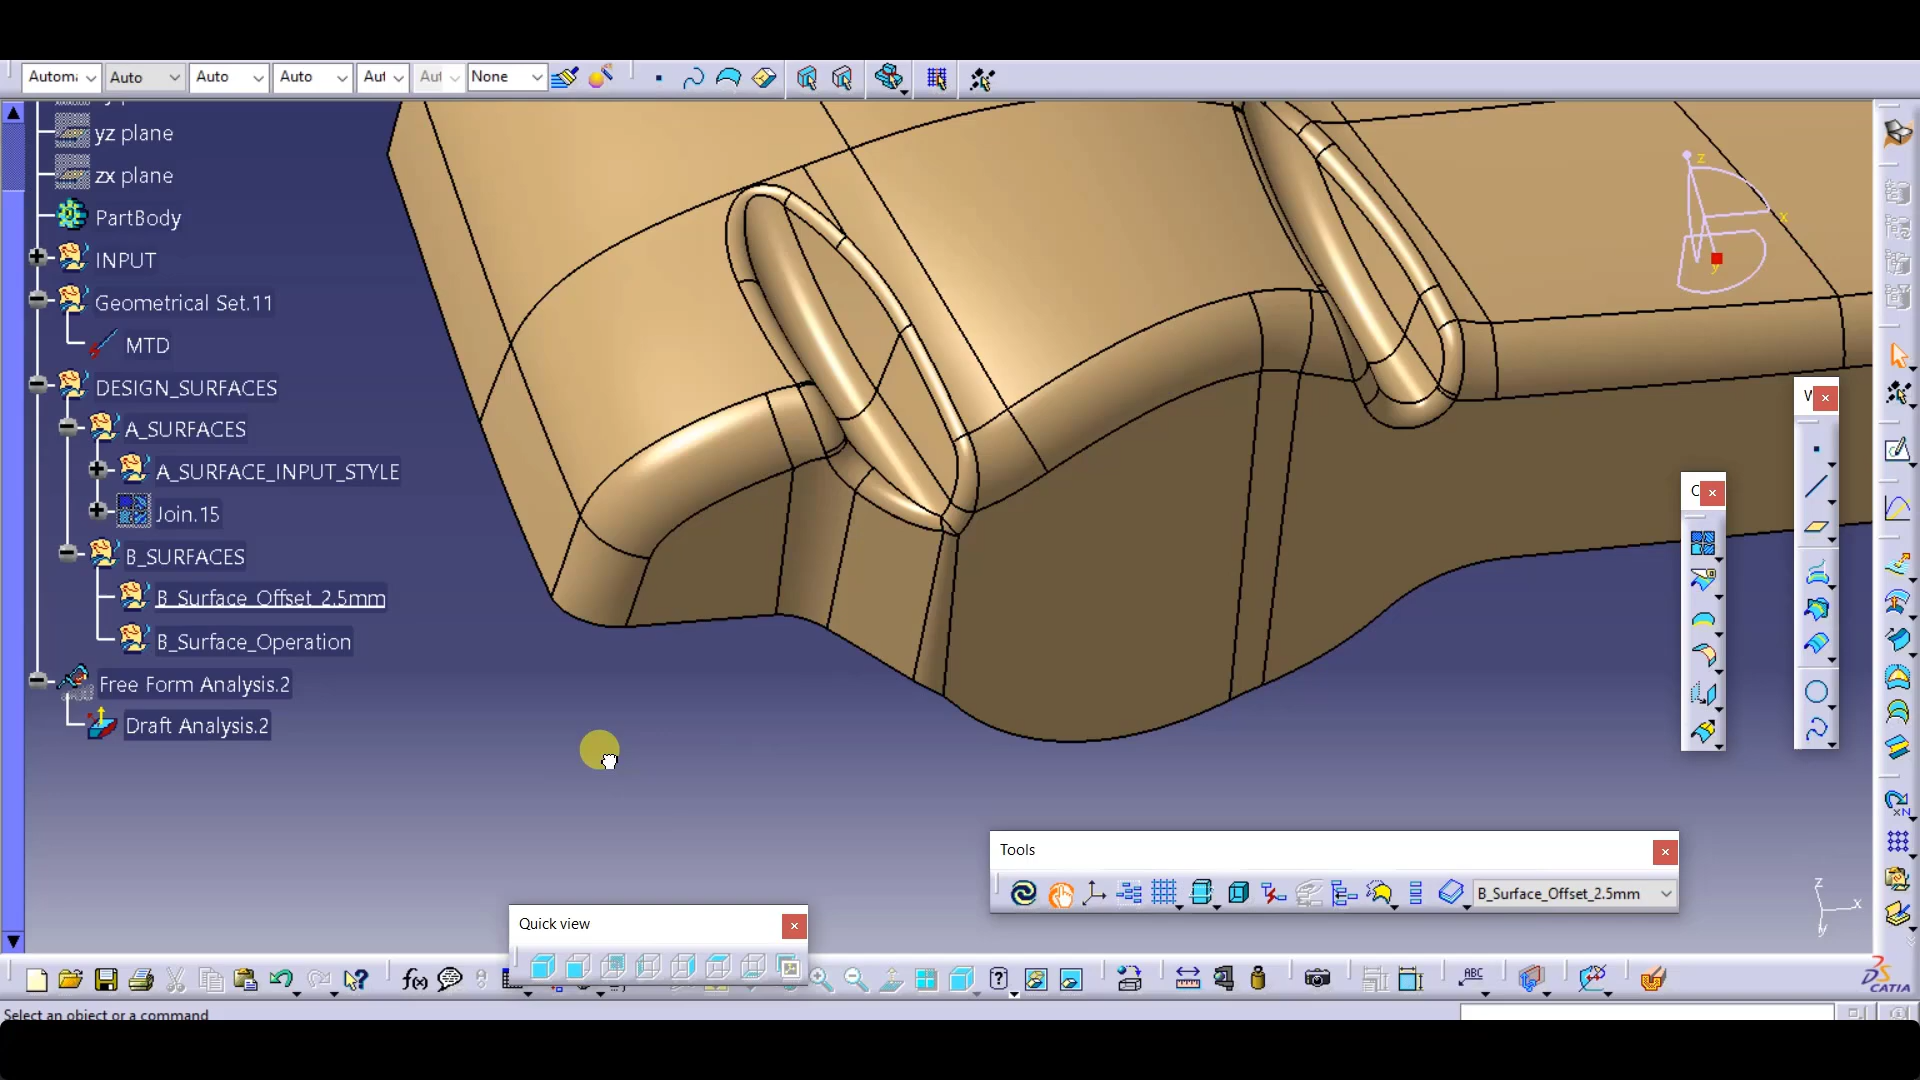 Autom Auto Auto Auto Aut Aut None
yz plane
zx plane
PartBody
INPUT
Geometrical Set.11
MTD
DESIGN_SURFACES
A_SURFACES
A_SURFACE_INPUT_STYLE
Join.15
B_SURFACES
B_Surface_Offset_2.5mm
B_Surface_Operation
Free Form Analysis.2
Draft Analysis.2
z
x
y
C
Tools
B_Surface_Offset_2.5mm
Quick view
z
x
y
f(x)
ABC
CATIA
Select an object or a command